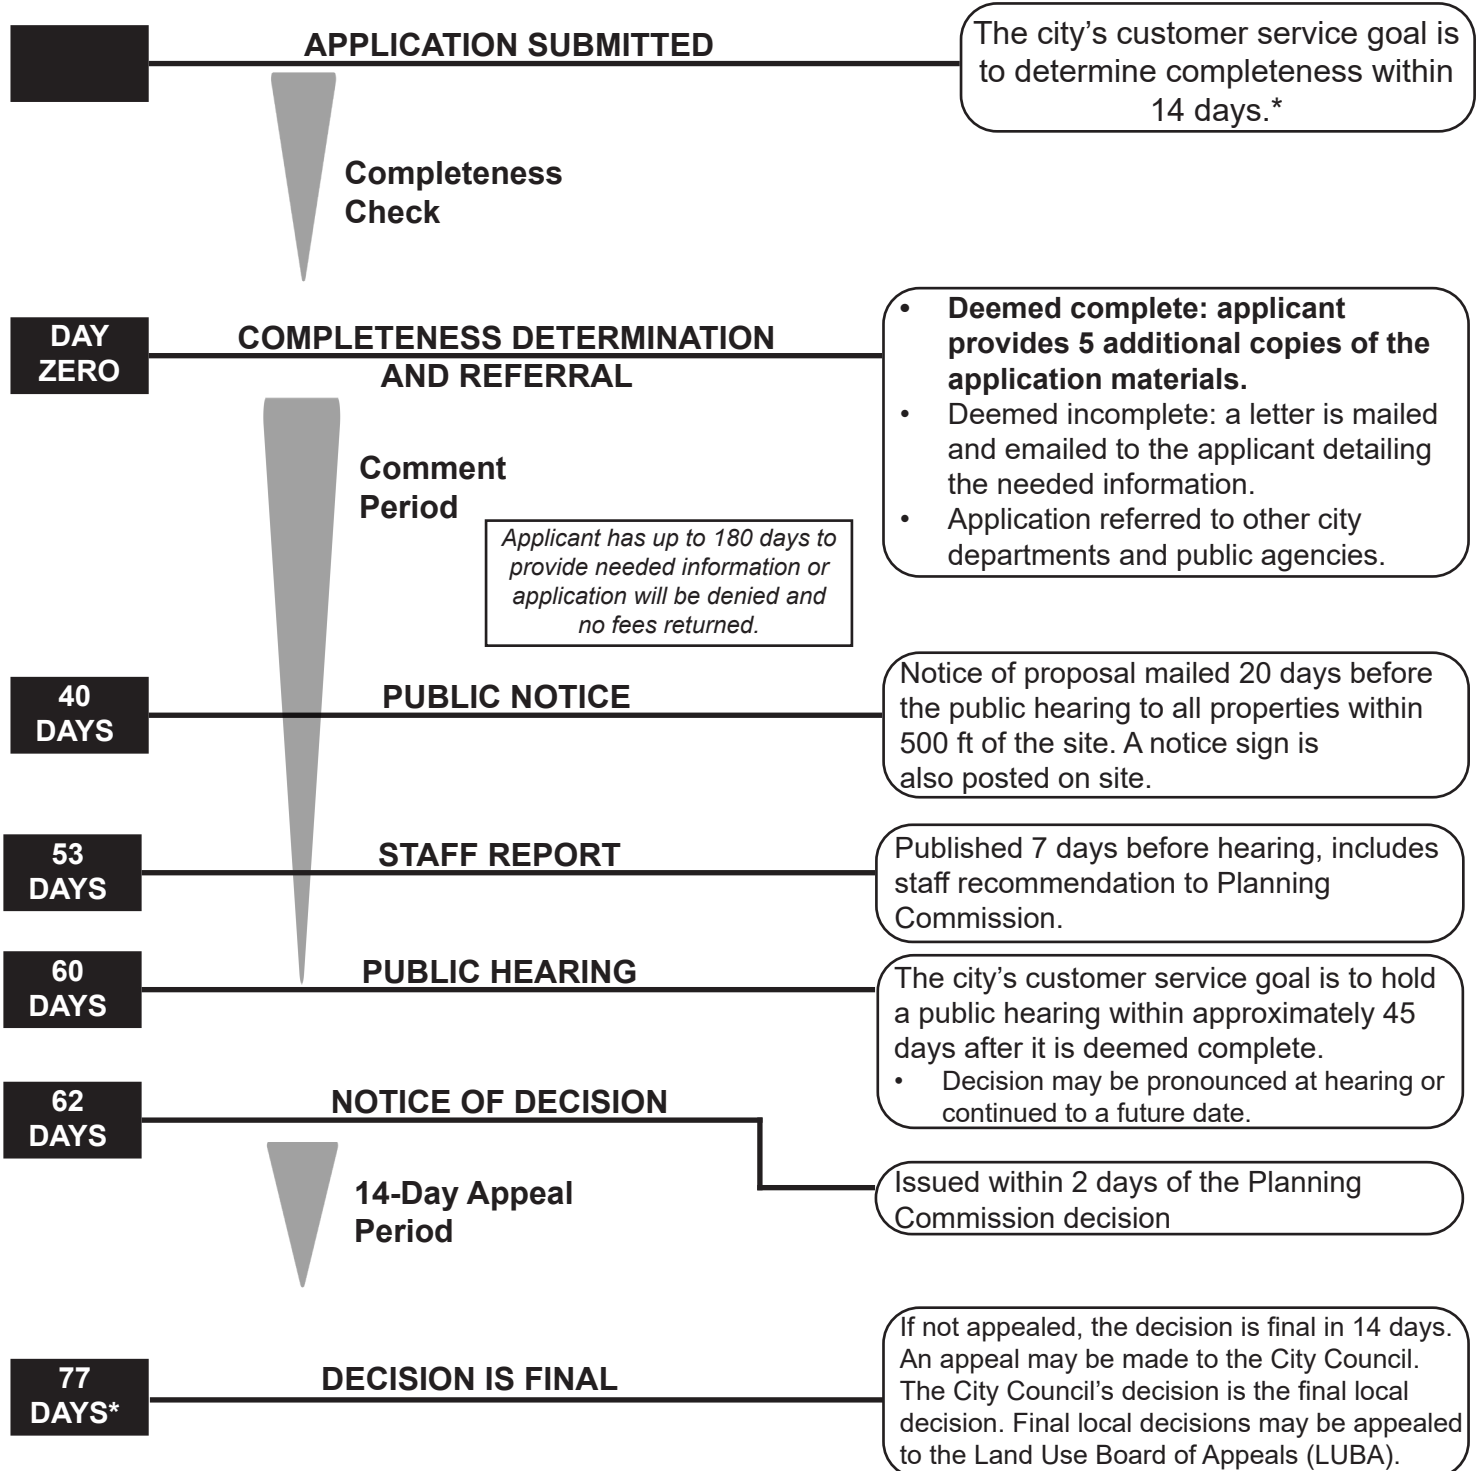 APPLICATION SUBMITTED
The city's customer service goal is
to determine completeness within
14 days.*
Completeness
Check
DAY
ZERO
COMPLETENESS DETERMINATION
AND REFERRAL
• Deemed complete: applicant
provides 5 additional copies of the
application materials.
• Deemed incomplete: a letter is mailed
and emailed to the applicant detailing
the needed information.
• Application referred to other city
departments and public agencies.
Comment
Period
Applicant has up to 180 days to
provide needed information or
application will be denied and
no fees returned.
40
DAYS
PUBLIC NOTICE
Notice of proposal mailed 20 days before
the public hearing to all properties within
500 ft of the site. A notice sign is
also posted on site.
53
DAYS
STAFF REPORT
Published 7 days before hearing, includes
staff recommendation to Planning
Commission.
60
DAYS
PUBLIC HEARING
The city's customer service goal is to hold
a public hearing within approximately 45
days after it is deemed complete.
• Decision may be pronounced at hearing or
continued to a future date.
62
DAYS
NOTICE OF DECISION
Issued within 2 days of the Planning
Commission decision
14-Day Appeal
Period
77
DAYS*
DECISION IS FINAL
If not appealed, the decision is final in 14 days.
An appeal may be made to the City Council.
The City Council's decision is the final local
decision. Final local decisions may be appealed
to the Land Use Board of Appeals (LUBA).